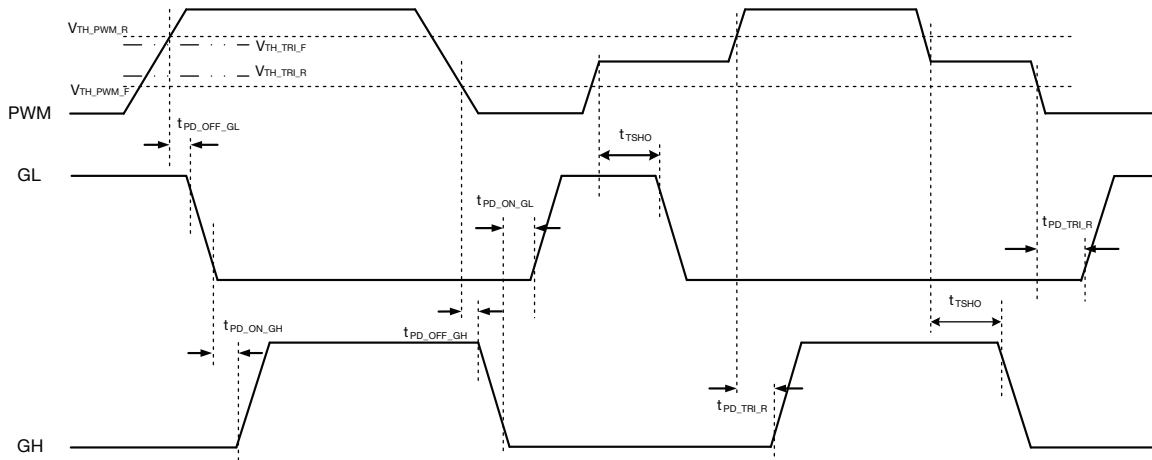 VTH_PWM_R
VTH_TRI_F
VTH_TRI_R
VTH_PWM_F
PWM
tPD_OFF_GL
tTSHO
GL
tPD_ON_GL
tPD_TRI_R
tTSHO
tPD_ON_GH
tPD_OFF_GH
tPD_TRI_R
GH